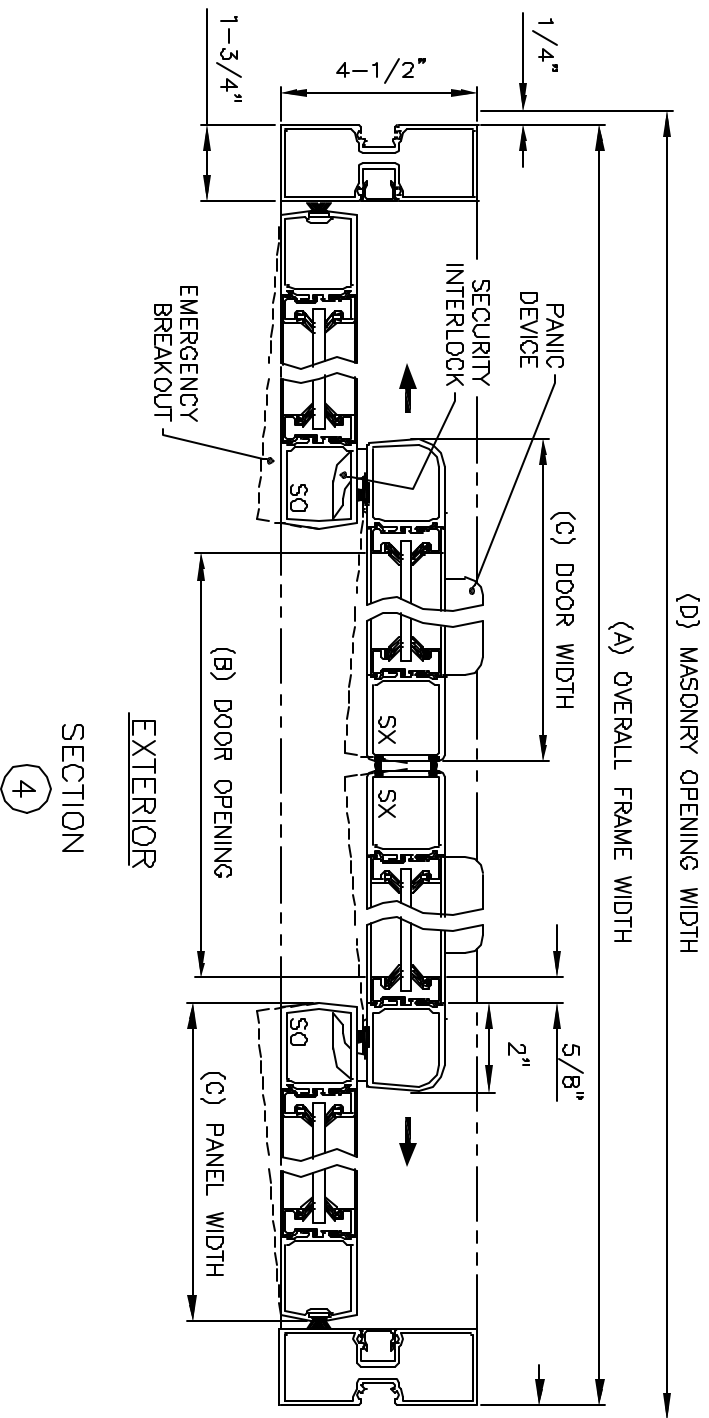 (D) MASONRY OPENING WIDTH
(A) OVERALL FRAME WIDTH
1/4"
1-3/4"
4-1/2"
PANIC
DEVICE
SECURITY
INTERLOCK
EMERGENCY
BREAKOUT
(C) DOOR WIDTH
SO
SX
SX
SO
(B) DOOR OPENING
5/8"
2"
(C) PANEL WIDTH
EXTERIOR
SECTION
4